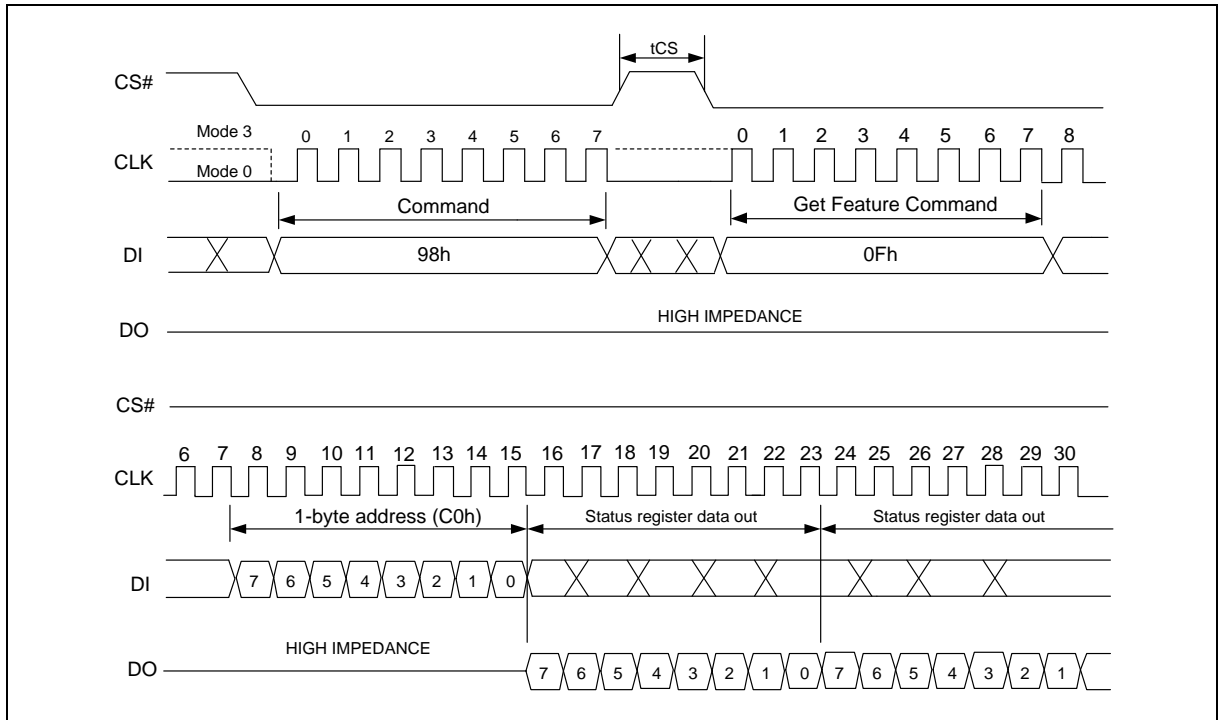 tCS
CS#
Mode 3
0 1 2 3 4 5 6 7 0 1 2 3 4 5 6 7 8
CLK
Mode 0
Command Get Feature Command
DI 98h 0Fh
HIGH IMPEDANCE
DO
CS#
6 7 8 9 10 11 12 13 14 15 16 17 18 19 20 21 22 23 24 25 26 27 28 29 30
CLK
1-byte address (C0h) Status register data out Status register data out
DI 7 6 5 4 3 2 1 0
HIGH IMPEDANCE
DO 7 6 5 4 3 2 1 0 7 6 5 4 3 2 1